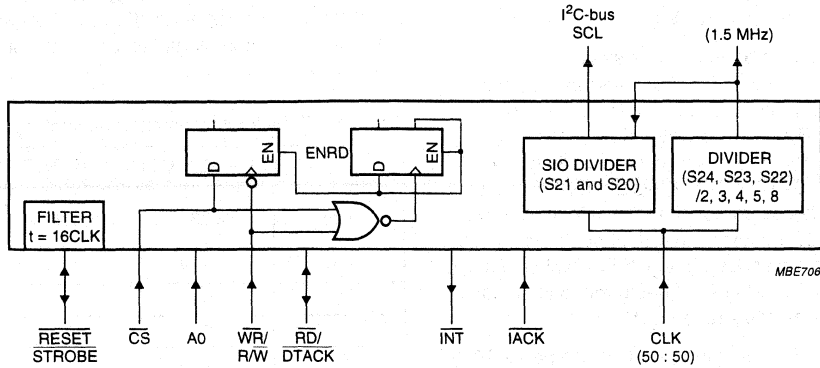 I²C-bus
SCL
(1.5 MHz)
D
EN
ENRD
D
EN
SIO DIVIDER
(S21 and S20)
DIVIDER
(S24, S23, S22)
/2, 3, 4, 5, 8
FILTER
t = 16CLK
MBE706
RESET
STROBE
CS
A0
WR/
R/W
RD/
DTACK
INT
IACK
CLK
(50 : 50)